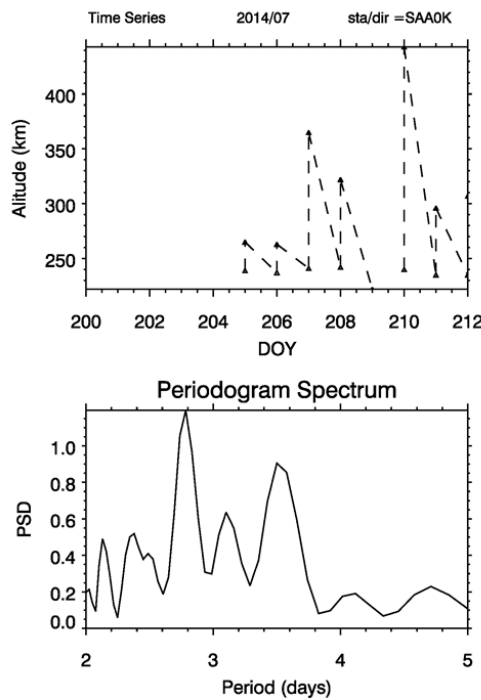 Time Series 2014/07 sta/dir =SAA0K
400
350
300
250
Alitude (km)
200 202 204 206 208 210 212
DOY
Periodogram Spectrum
1.0
0.8
0.6
0.4
0.2
0.0
PSD
2 3 4 5
Period (days)